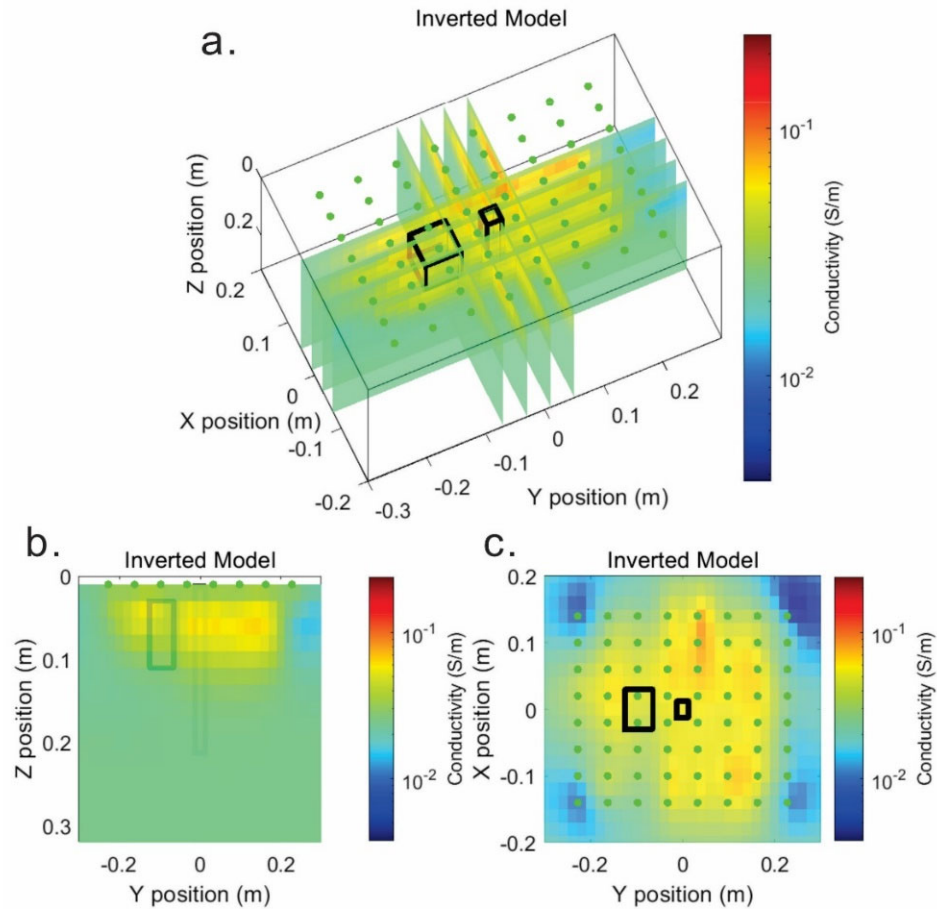 Inverted Model
a.
Z position (m)
0
0.2
0.2
0.1
0
-0.1
-0.2
X position (m)
-0.3
-0.2
-0.1
0
0.1
0.2
Y position (m)
10-1
10-2
Conductivity (S/m)
b.
Inverted Model
0
0.1
0.2
0.3
Z position (m)
-0.2
0
0.2
Y position (m)
10-1
10-2
Conductivity (S/m)
c.
Inverted Model
0.2
0.1
0
-0.1
-0.2
X position (m)
-0.2
0
0.2
Y position (m)
10-1
10-2
Conductivity (S/m)